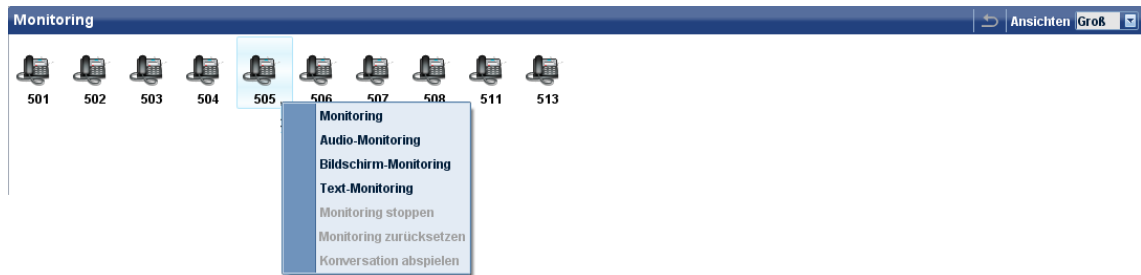 Monitoring Ansichten Groß
501 502 503 504 505 506 507 508 511 513
Monitoring
Audio-Monitoring
Bildschirm-Monitoring
Text-Monitoring
Monitoring stoppen
Monitoring zurücksetzen
Konversation abspielen